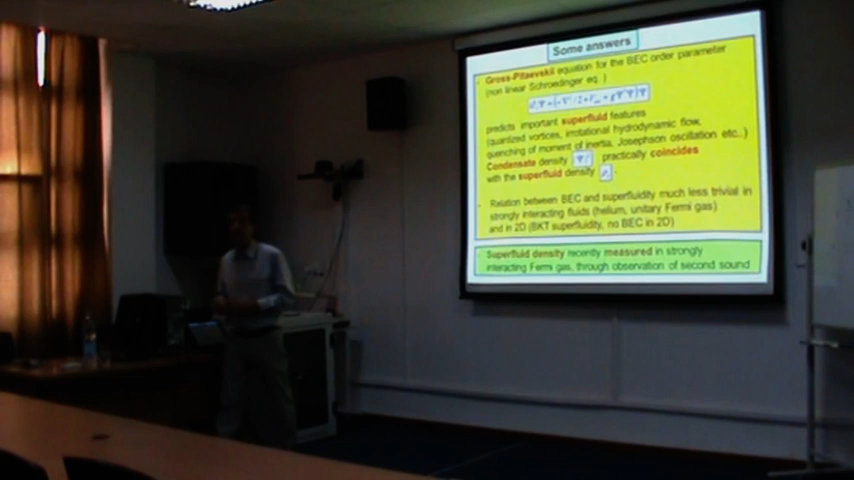 Some answers
- Gross-Pitaevskii equation for the BEC order parameter
(non linear Schroedinger eq. )
predicts important superfluid features
(quantized vortices, irrotational hydrodynamic flow,
quenching of moment of inertia, Josephson oscillation etc..)
Condensate density practically coincides
with the superfluid density
- Relation between BEC and superfluidity much less trivial in
strongly interacting fluids (helium, unitary Fermi gas)
and in 2D (BKT superfluidity, no BEC in 2D)
- Superfluid density recently measured in strongly
interacting Fermi gas, through observation of second sound